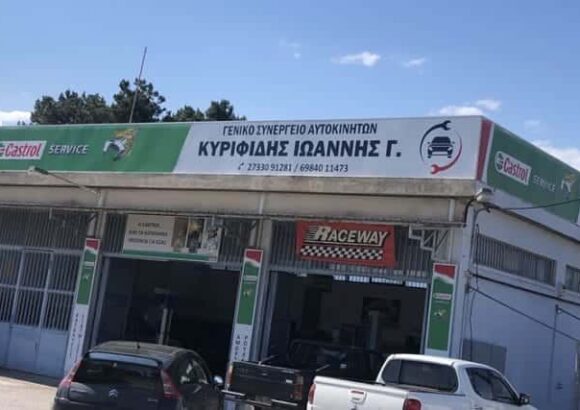 ΓΕΝΙΚΟ ΣΥΝΕΡΓΕΙΟ ΑΥΤΟΚΙΝΗΤΩΝ
Castrol SERVICE
ΚΥΡΙΦΙΔΗΣ ΙΩΑΝΝΗΣ Γ.
27330 91281 / 69840 11473
Castrol SERVICE
RACEWAY